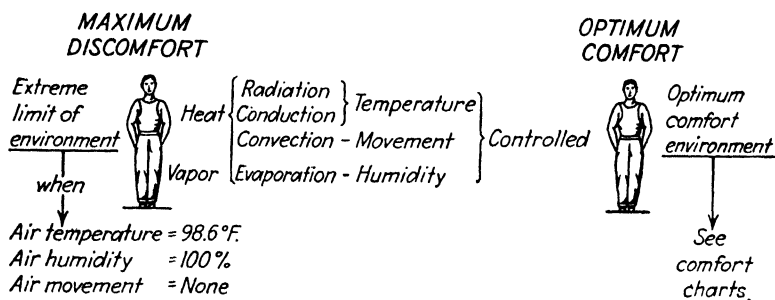 MAXIMUM
DISCOMFORT
Extreme
limit of
environment
when
Air temperature = 98.6°F.
Air humidity = 100%
Air movement = None
Heat
Radiation
Conduction
Temperature
Convection - Movement
Vapor
Evaporation - Humidity
Controlled
OPTIMUM
COMFORT
Optimum
comfort
environment
See
comfort
charts.